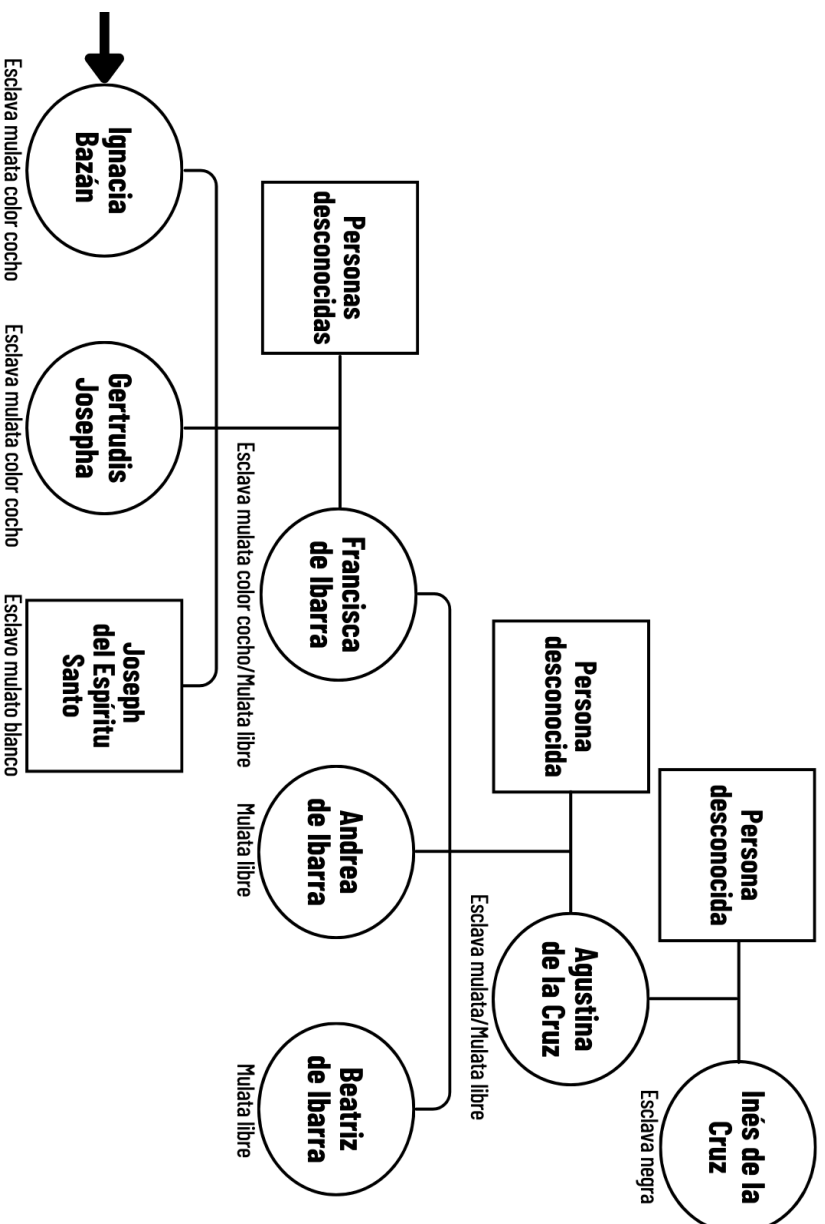 Persona
desconocida
Inés de la
Cruz
Esclava negra
Persona
desconocida
Agustina
de la Cruz
Esclava mulata/Mulata libre
Personas
desconocidas
Francisca
de Ibarra
Esclava mulata color cocho/Mulata libre
Andrea
de Ibarra
Mulata libre
Beatriz
de Ibarra
Mulata libre
Ignacia
Bazán
Esclava mulata color cocho
Gertrudis
Josepha
Esclava mulata color cocho
Joseph
del Espíritu
Santo
Esclavo mulato blanco